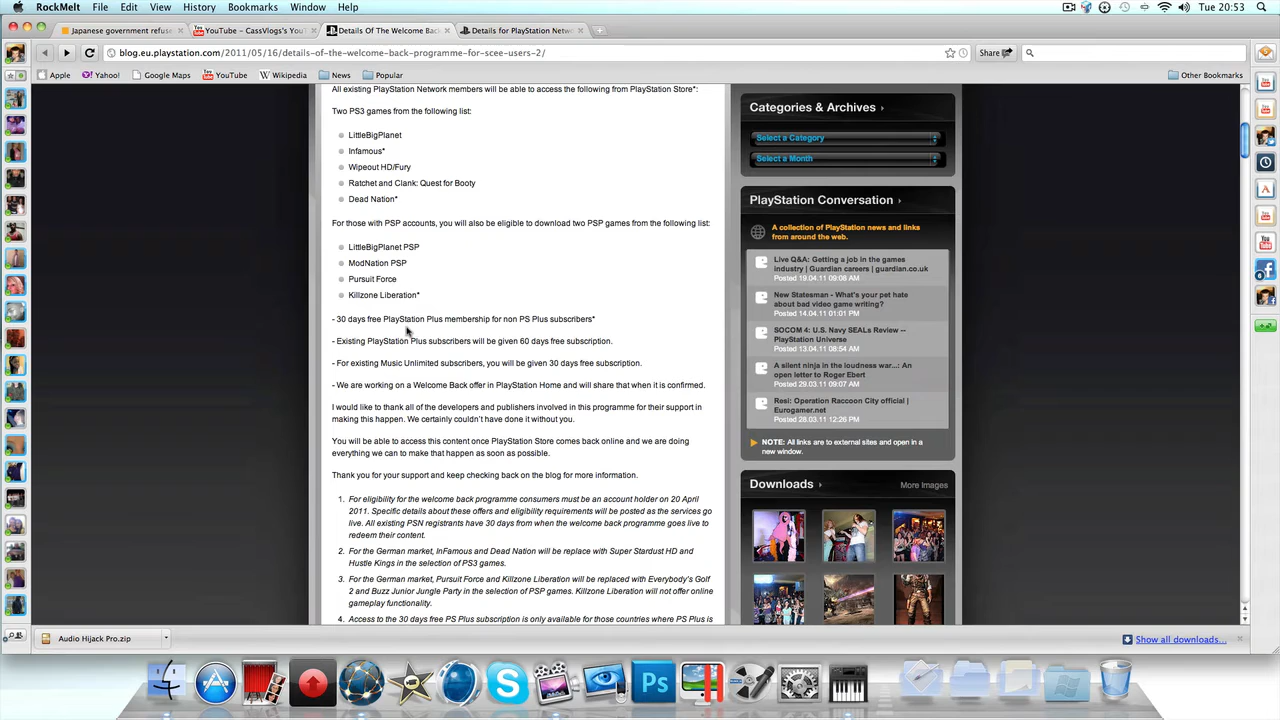 RockMelt File Edit View History Bookmarks Window Help Tue 20:53
Japanese government refuse
YouTube - CassVlogs's You
Details Of The Welcome Bac
Details for PlayStation Netwo
blog.eu.playstation.com/2011/05/16/details-of-the-welcome-back-programme-for-scee-users-2/
Share
Apple Yahoo! Google Maps YouTube Wikipedia News Popular Other Bookmarks
All existing PlayStation Network members will be able to access the following from PlayStation Store*:
Two PS3 games from the following list:
LittleBigPlanet
Infamous*
Wipeout HD/Fury
Ratchet and Clank: Quest for Booty
Dead Nation*
For those with PSP accounts, you will also be eligible to download two PSP games from the following list:
LittleBigPlanet PSP
ModNation PSP
Pursuit Force
Killzone Liberation*
- 30 days free PlayStation Plus membership for non PS Plus subscribers*
- Existing PlayStation Plus subscribers will be given 60 days free subscription.
- For existing Music Unlimited subscribers, you will be given 30 days free subscription.
- We are working on a Welcome Back offer in PlayStation Home and will share that when it is confirmed.
I would like to thank all of the developers and publishers involved in this programme for their support in
making this happen. We certainly couldn't have done it without you.
You will be able to access this content once PlayStation Store comes back online and we are doing
everything we can to make that happen as soon as possible.
Thank you for your support and keep checking back on the blog for more information.
1. For eligibility for the welcome back programme consumers must be an account holder on 20 April
2011. Specific details about these offers and eligibility requirements will be posted as the services go
live. All existing PSN registrants have 30 days from when the welcome back programme goes live to
redeem their content.
2. For the German market, InFamous and Dead Nation will be replace with Super Stardust HD and
Hustle Kings in the selection of PS3 games.
3. For the German market, Pursuit Force and Killzone Liberation will be replaced with Everybody's Golf
2 and Buzz Junior Jungle Party in the selection of PSP games. Killzone Liberation will not offer online
gameplay functionality.
4. Access to the 30 days free PS Plus subscription is only available for those countries where PS Plus is
Categories & Archives
Select a Category
Select a Month
PlayStation Conversation
A collection of PlayStation news and links
from around the web.
Live Q&A: Getting a job in the games
industry | Guardian careers | guardian.co.uk
Posted 19.04.11 09:08 AM
New Statesman - What's your pet hate
about bad video game writing?
Posted 14.04.11 01:01 PM
SOCOM 4: U.S. Navy SEALs Review --
PlayStation Universe
Posted 13.04.11 08:54 AM
A silent ninja in the loudness war...: An
open letter to Roger Ebert
Posted 29.03.11 09:07 AM
Resi: Operation Raccoon City official |
Eurogamer.net
Posted 28.03.11 12:26 PM
NOTE: All links are to external sites and open in a
new window.
Downloads
More Images
Audio Hijack Pro.zip
Show all downloads...
Ps